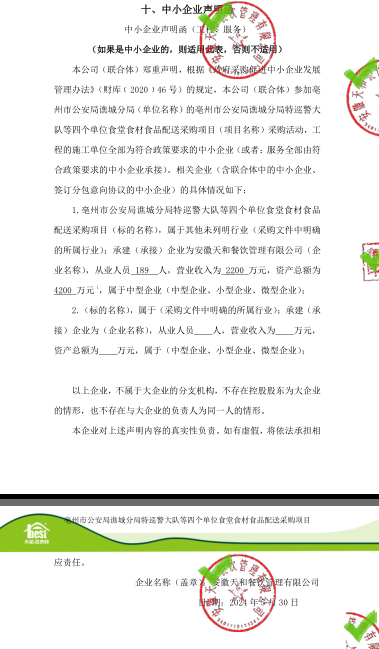 十、中小企业声明
中小企业声明函（工程、服务）
（如果是中小企业的，则适用此表，否则不适用）
本公司（联合体）郑重声明，根据《政府采购促进中小企业发展
管理办法》（财库﹝2020﹞46 号）的规定，本公司（联合体）参加亳
州市公安局谯城分局（单位名称）的亳州市公安局谯城分局特巡警大
队等四个单位食堂食材食品配送采购项目（项目名称）采购活动，工
程的施工单位全部为符合政策要求的中小企业（或者：服务全部由符
合政策要求的中小企业承接）。相关企业（含联合体中的中小企业、
签订分包意向协议的中小企业）的具体情况如下：
1.亳州市公安局谯城分局特巡警大队等四个单位食堂食材食品
配送采购项目（标的名称），属于其他未列明行业（采购文件中明确
的所属行业）；承建（承接）企业为安徽天和餐饮管理有限公司（企
业名称），从业人员 189 人，营业收入为 2200 万元，资产总额为
4200 万元¹，属于中型企业（中型企业、小型企业、微型企业）；
2.（标的名称），属于（采购文件中明确的所属行业）；承建（承
接）企业为（企业名称），从业人员____人，营业收入为____万元，
资产总额为____万元，属于（中型企业、小型企业、微型企业）；
以上企业，不属于大企业的分支机构，不存在控股股东为大企业
的情形，也不存在与大企业的负责人为同一人的情形。
本企业对上述声明内容的真实性负责。如有虚假，将依法承担相
亳州市公安局谯城分局特巡警大队等四个单位食堂食材食品配送采购项目
Best
应责任。
企业名称（盖章）：安徽天和餐饮管理有限公司
日期：2024 年 5 月 30 日